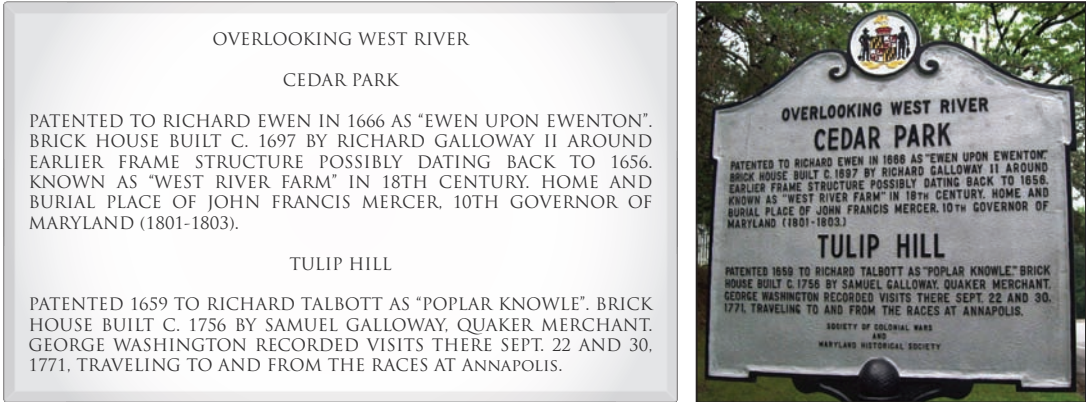 OVERLOOKING WEST RIVER
CEDAR PARK
PATENTED TO RICHARD EWEN IN 1666 AS “EWEN UPON EWENTON”.
BRICK HOUSE BUILT C. 1697 BY RICHARD GALLOWAY II AROUND
EARLIER FRAME STRUCTURE POSSIBLY DATING BACK TO 1656.
KNOWN AS “WEST RIVER FARM” IN 18TH CENTURY. HOME AND
BURIAL PLACE OF JOHN FRANCIS MERCER, 10TH GOVERNOR OF
MARYLAND (1801-1803).
TULIP HILL
PATENTED 1659 TO RICHARD TALBOTT AS “POPLAR KNOWLE”. BRICK
HOUSE BUILT C. 1756 BY SAMUEL GALLOWAY, QUAKER MERCHANT.
GEORGE WASHINGTON RECORDED VISITS THERE SEPT. 22 AND 30,
1771, TRAVELING TO AND FROM THE RACES AT ANNAPOLIS.
OVERLOOKING WEST RIVER
CEDAR PARK
PATENTED TO RICHARD EWEN IN 1666 AS "EWEN UPON EWENTON."
BRICK HOUSE BUILT C. 1697 BY RICHARD GALLOWAY II AROUND
EARLIER FRAME STRUCTURE POSSIBLY DATING BACK TO 1656.
KNOWN AS "WEST RIVER FARM" IN 18TH CENTURY. HOME AND
BURIAL PLACE OF JOHN FRANCIS MERCER, 10TH GOVERNOR OF
MARYLAND (1801-1803.)
TULIP HILL
PATENTED 1659 TO RICHARD TALBOTT AS "POPLAR KNOWLE." BRICK
HOUSE BUILT C. 1756 BY SAMUEL GALLOWAY, QUAKER MERCHANT.
GEORGE WASHINGTON RECORDED VISITS THERE SEPT. 22 AND 30,
1771, TRAVELING TO AND FROM THE RACES AT ANNAPOLIS.
SOCIETY OF COLONIAL WARS
AND
MARYLAND HISTORICAL SOCIETY